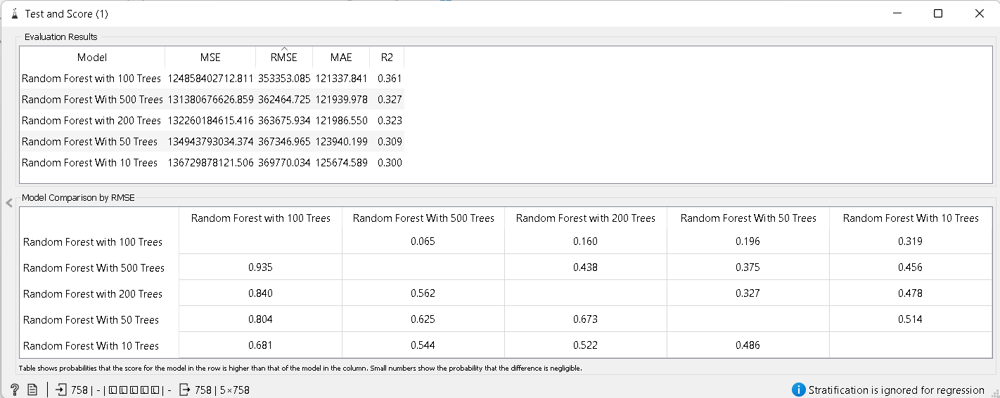 Test and Score (1)
Evaluation Results
Model MSE RMSE MAE R2
Random Forest with 100 Trees 124858402712.811 353353.085 121337.841 0.361
Random Forest With 500 Trees 131380676626.859 362464.725 121939.978 0.327
Random Forest with 200 Trees 132260184615.416 363675.934 121986.550 0.323
Random Forest With 50 Trees 134943793034.374 367346.965 123940.199 0.309
Random Forest With 10 Trees 136729878121.506 369770.034 125674.589 0.300
Model Comparison by RMSE
Random Forest with 100 Trees Random Forest With 500 Trees Random Forest with 200 Trees Random Forest With 50 Trees Random Forest With 10 Trees
Random Forest with 100 Trees 0.065 0.160 0.196 0.319
Random Forest With 500 Trees 0.935 0.438 0.375 0.456
Random Forest with 200 Trees 0.840 0.562 0.327 0.478
Random Forest With 50 Trees 0.804 0.625 0.673 0.514
Random Forest With 10 Trees 0.681 0.544 0.522 0.486
Table shows probabilities that the score for the model in the row is higher than that of the model in the column. Small numbers show the probability that the difference is negligible.
? 758 | - | | - 758 | 5×758 Stratification is ignored for regression